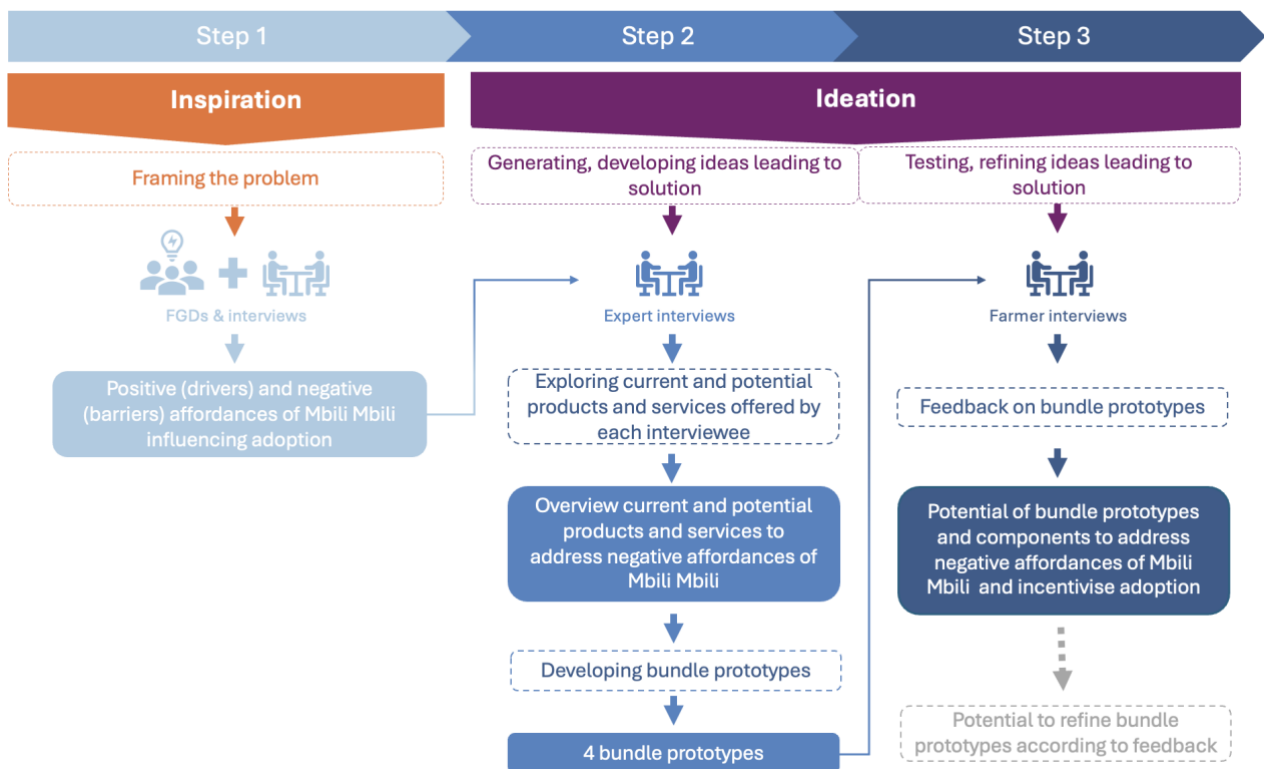 Step 1
Step 2
Step 3
Inspiration
Ideation
Framing the problem
Generating, developing ideas leading to
solution
Testing, refining ideas leading to
solution
FGDs & interviews
Expert interviews
Farmer interviews
Positive (drivers) and negative
(barriers) affordances of Mbili Mbili
influencing adoption
Exploring current and potential
products and services offered by
each interviewee
Feedback on bundle prototypes
Overview current and potential
products and services to
address negative affordances of
Mbili Mbili
Potential of bundle prototypes
and components to address
negative affordances of Mbili
Mbili and incentivise adoption
Developing bundle prototypes
4 bundle prototypes
Potential to refine bundle
prototypes according to feedback